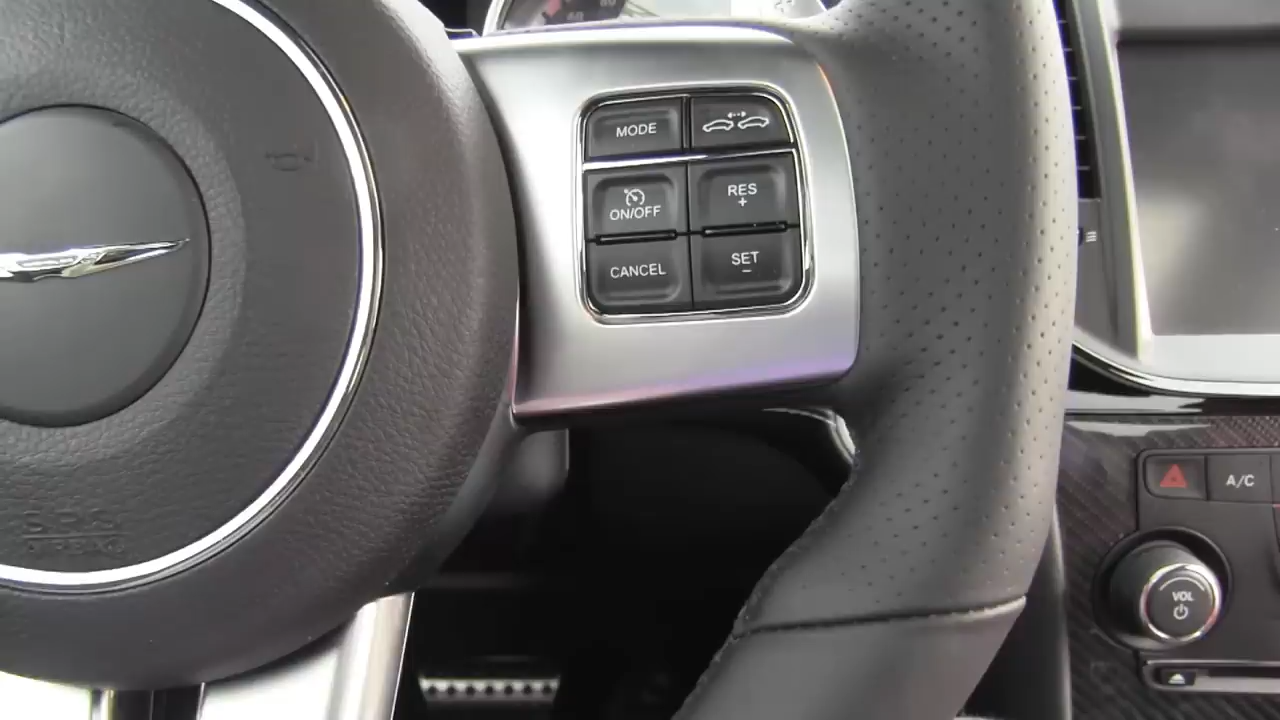 MODE
ON/OFF
RES
+
CANCEL
SET
-
A/C
VOL